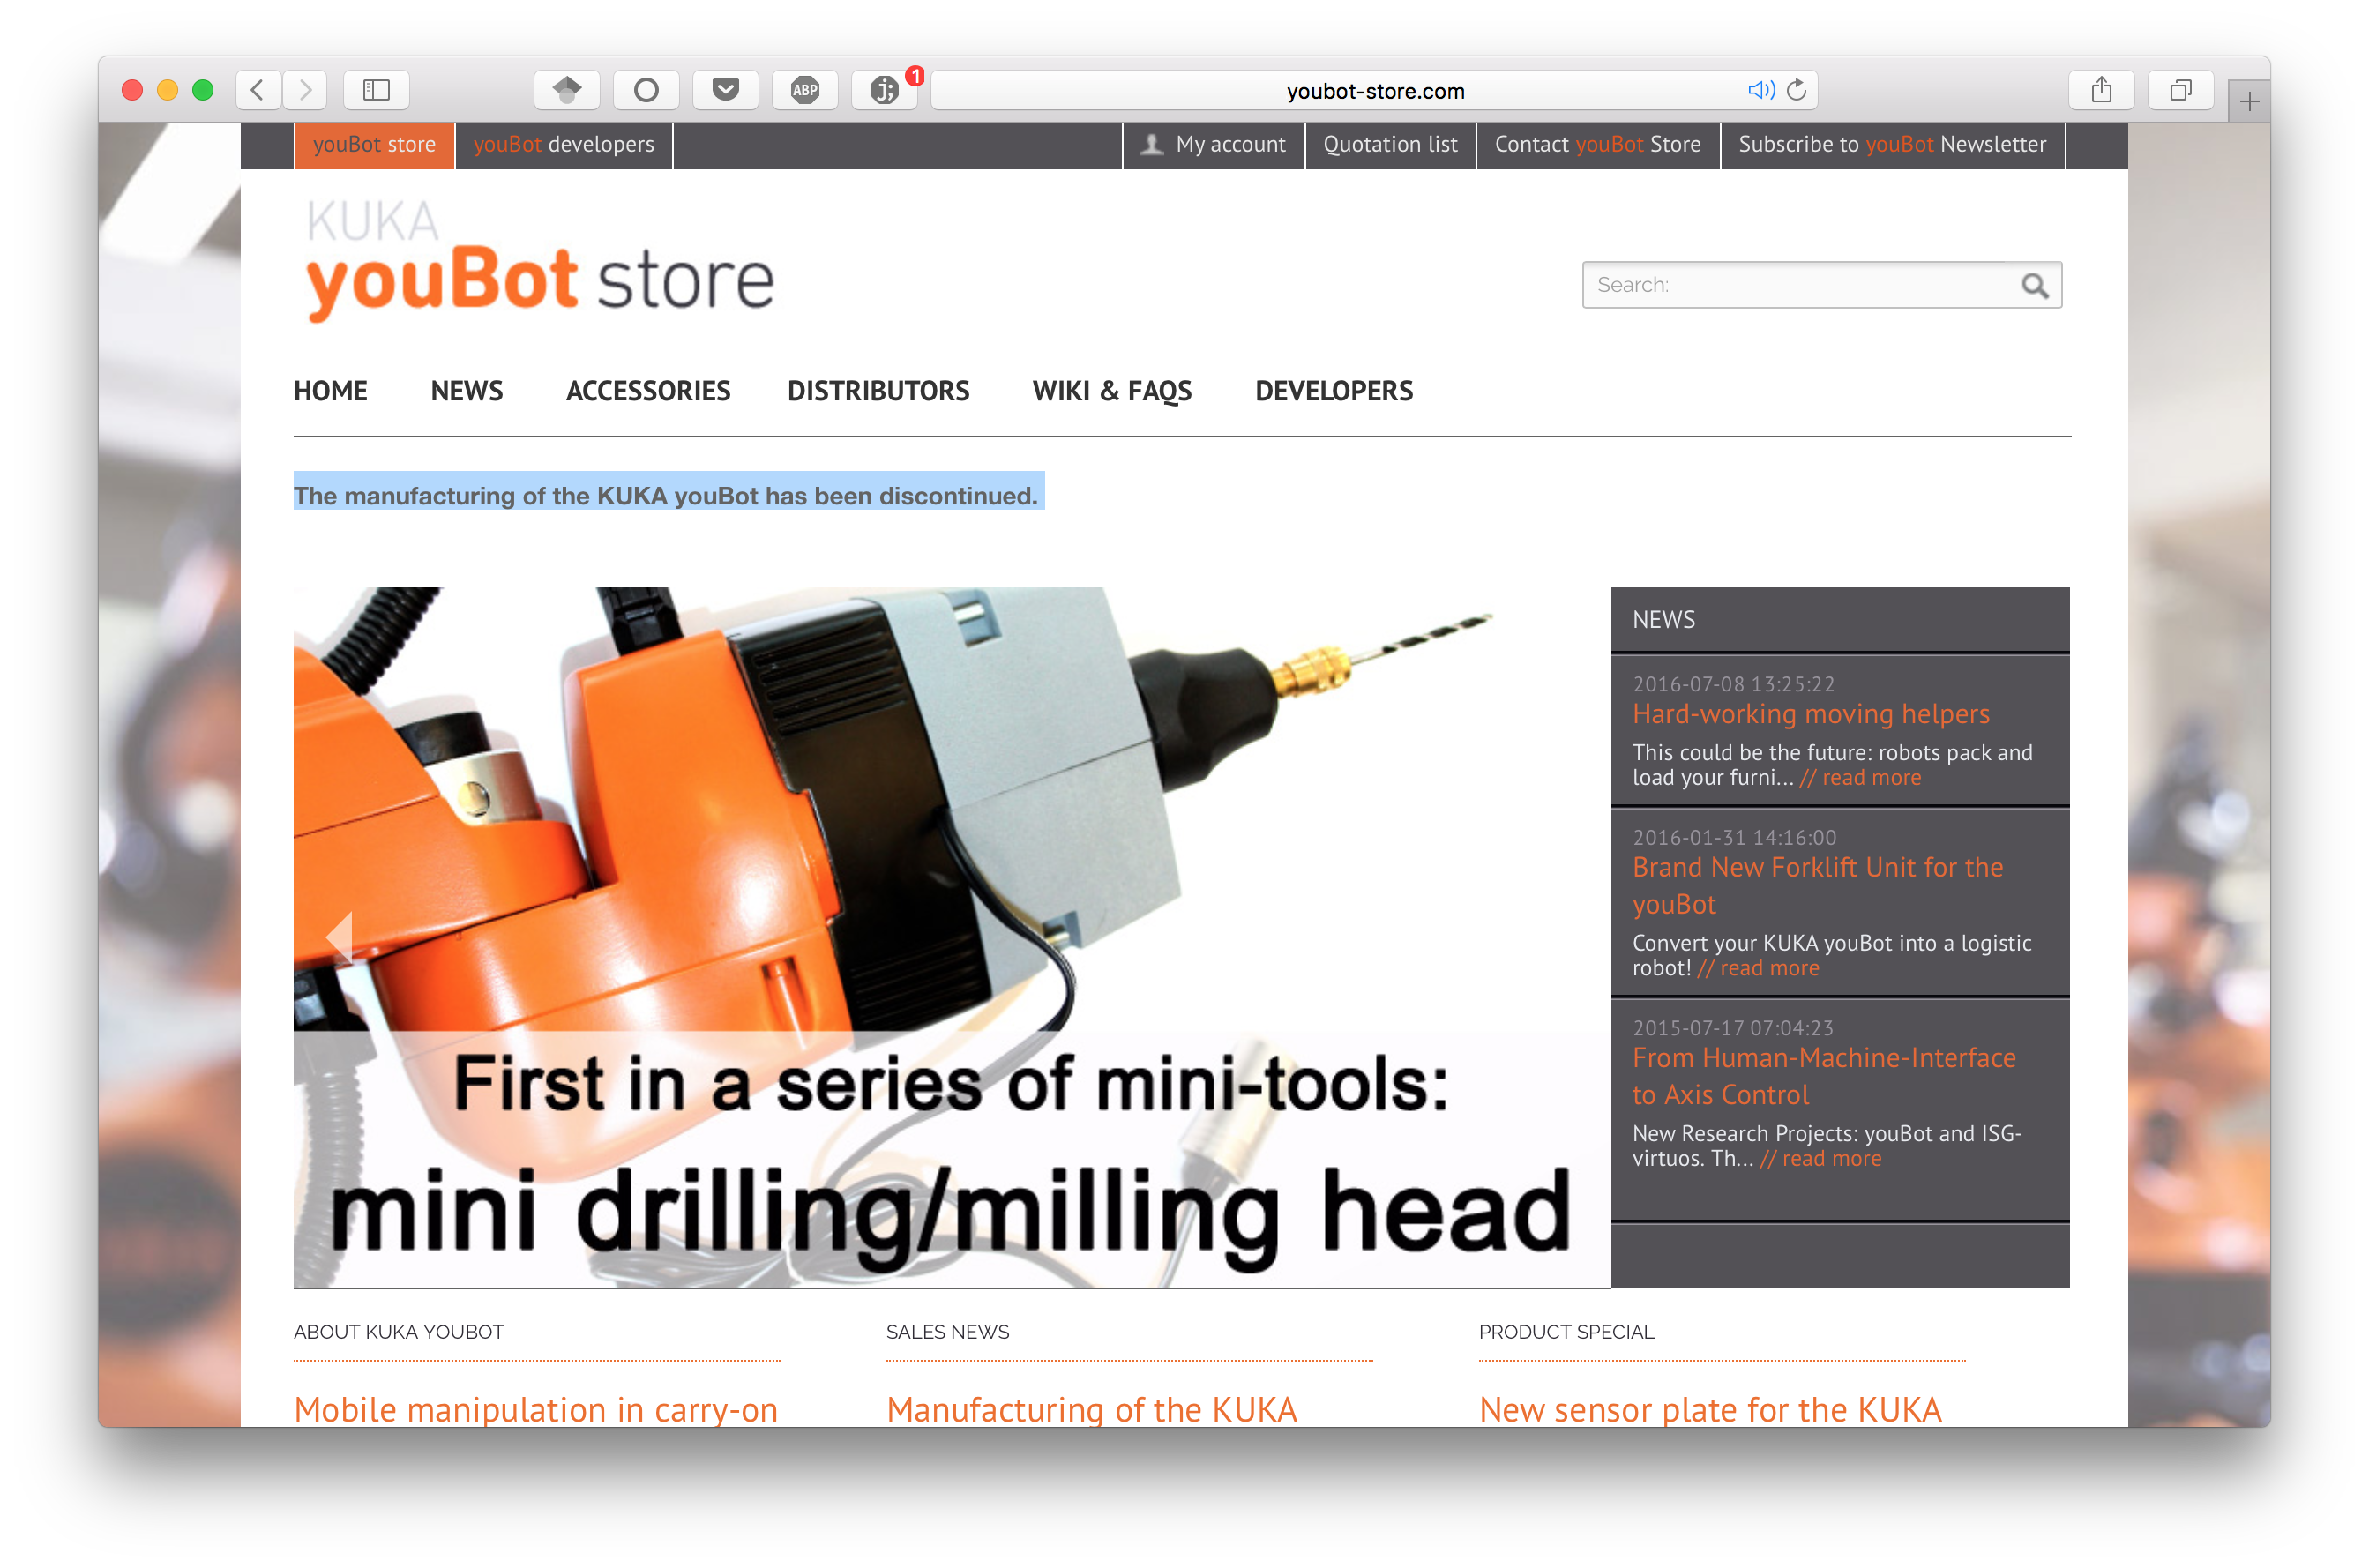 ABP
j;
1
youbot-store.com
youBot store
youBot developers
My account
Quotation list
Contact youBot Store
Subscribe to youBot Newsletter
KUKA
youBot store
Search:
HOME
NEWS
ACCESSORIES
DISTRIBUTORS
WIKI & FAQS
DEVELOPERS
The manufacturing of the KUKA youBot has been discontinued.
First in a series of mini-tools:
mini drilling/milling head
NEWS
2016-07-08 13:25:22
Hard-working moving helpers
This could be the future: robots pack and
load your furni... // read more
2016-01-31 14:16:00
Brand New Forklift Unit for the
youBot
Convert your KUKA youBot into a logistic
robot! // read more
2015-07-17 07:04:23
From Human-Machine-Interface
to Axis Control
New Research Projects: youBot and ISG-
virtuos. Th... // read more
ABOUT KUKA YOUBOT
Mobile manipulation in carry-on
SALES NEWS
Manufacturing of the KUKA
PRODUCT SPECIAL
New sensor plate for the KUKA